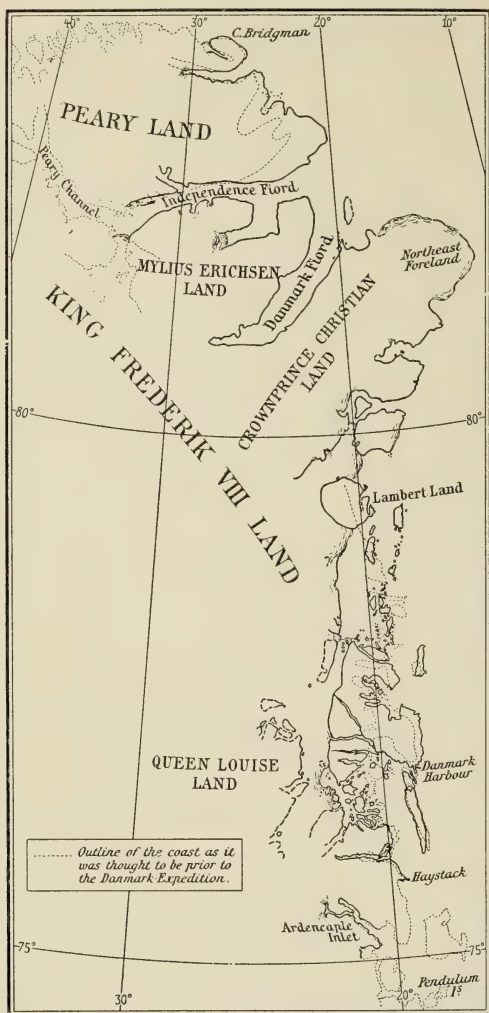 40° 30° 20° 10°
C. Bridgman
PEARY LAND
Peary Channel
Independence Fiord
MYLIUS ERICHSEN
LAND
Danmark Fiord
Northeast
Foreland
CROWNPRINCE CHRISTIAN
LAND
KING FREDERIK VIII LAND
80° 80°
Lambert Land
QUEEN LOUISE
LAND
Danmark
Harbour
Outline of the coast as it
was thought to be prior to
the Danmark-Expedition.
Haystack
Ardencaple
Inlet
75° 75°
Pendulum
Is
30° 20°